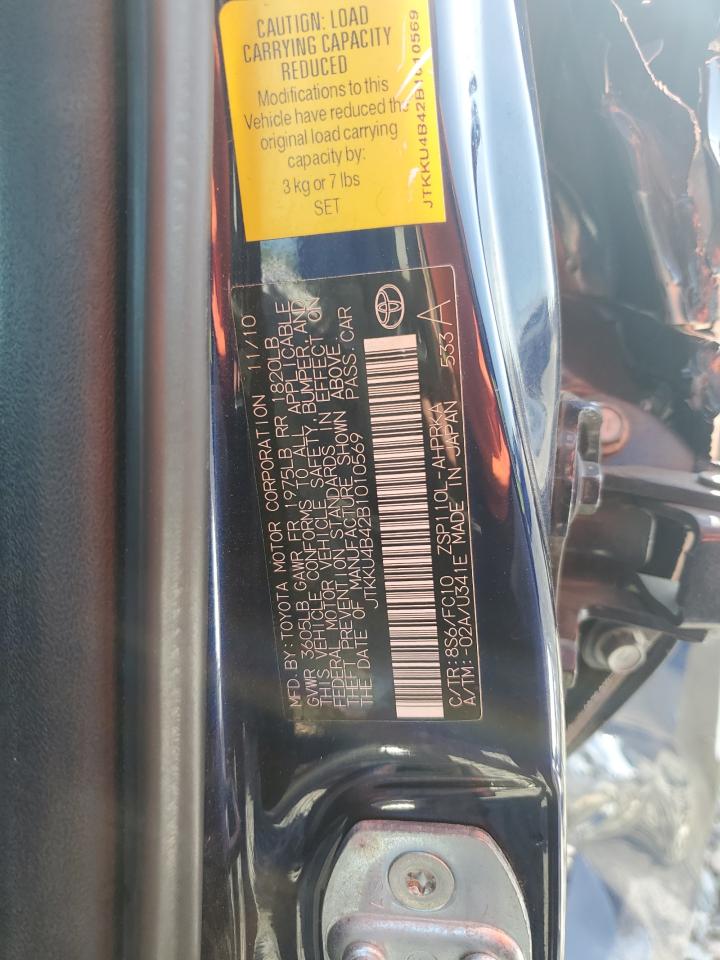 CAUTION: LOAD
CARRYING CAPACITY
REDUCED
Modifications to this
Vehicle have reduced the
original load carrying
capacity by:
3 kg or 7 lbs
SET
JTKKU4B42B1010569
MFD. BY: TOYOTA MOTOR CORPORATION 11/10
GVWR 3605LB GAWR FR 1975LB RR 1820LB
THIS VEHICLE CONFORMS TO ALL APPLICABLE
FEDERAL MOTOR VEHICLE SAFETY, BUMPER, AND
THEFT PREVENTION STANDARDS IN EFFECT ON
THE DATE OF MANUFACTURE SHOWN ABOVE.
JTKKU4B42B1010569 PASS. CAR
C/TR: 8S6/FC10 ZSP110L-AHPRKA 533 A
A/TM: -02A/U341E MADE IN JAPAN